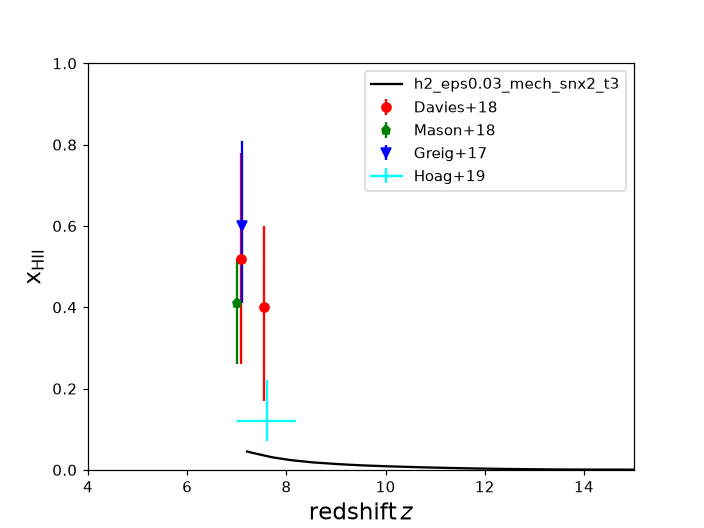 1.0
0.8
0.6
0.4
0.2
0.0
xHII
h2_eps0.03_mech_snx2_t3
Davies+18
Mason+18
Greig+17
Hoag+19
4 6 8 10 12 14
redshift z